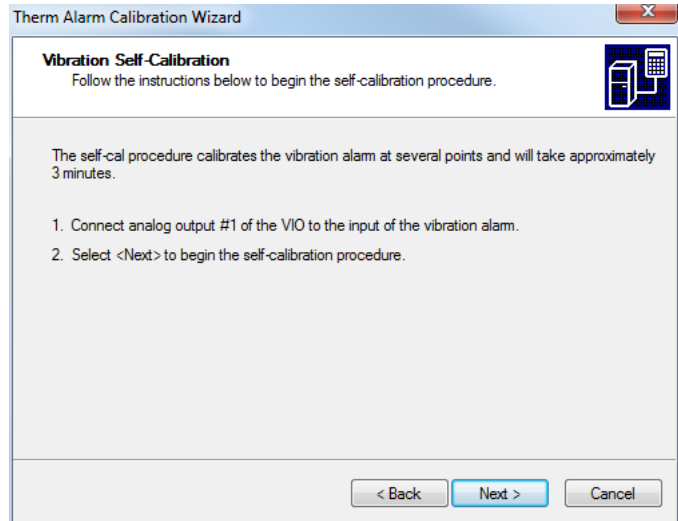 Therm Alarm Calibration Wizard
Vibration Self-Calibration
Follow the instructions below to begin the self-calibration procedure.
The self-cal procedure calibrates the vibration alarm at several points and will take approximately
3 minutes.
1. Connect analog output #1 of the VIO to the input of the vibration alarm.
2. Select <Next> to begin the self-calibration procedure.
< Back Next > Cancel